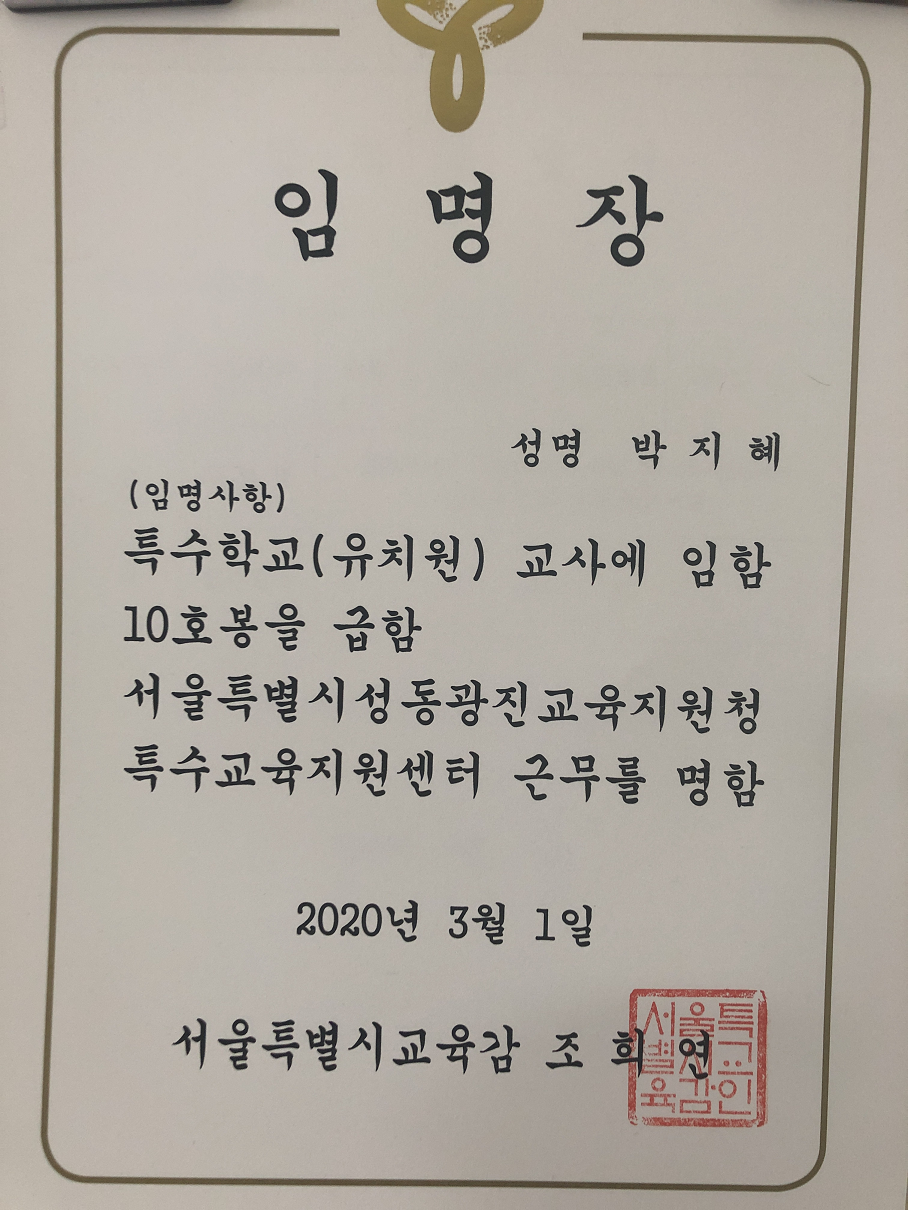 임 명 장
성명 박 지 혜
(임명사항)
특수학교(유치원) 교사에 임함
10호봉을 급함
서울특별시성동광진교육지원청
특수교육지원센터 근무를 명함
2020년 3월 1일
서울특별시교육감 조 희 연
서울특
별시교
육감인